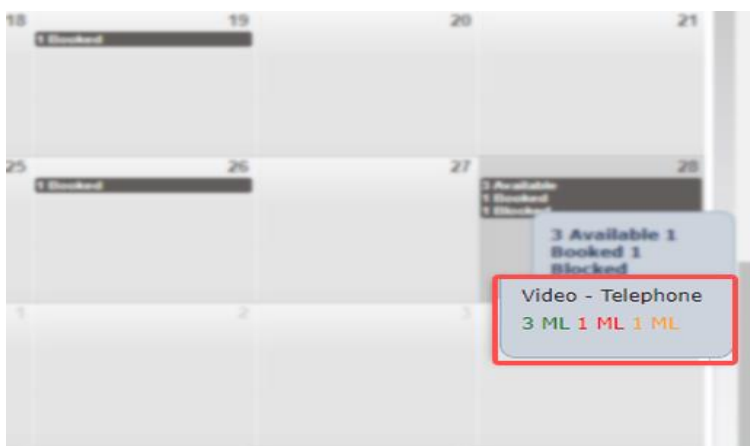 18 19 20 21
1 Booked
25 26 27 28
1 Booked
3 Available
1 Booked
1 Blocked
3 Available 1
Booked 1
Blocked
Video - Telephone
3 ML 1 ML 1 ML
1 2 3